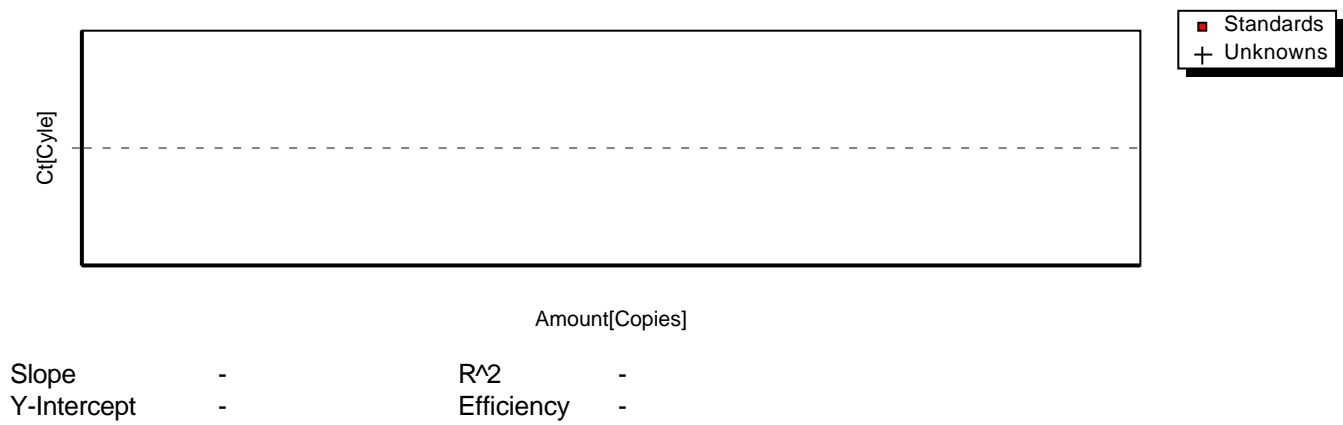 Standards
Unknowns
Ct[Cyle]
Amount[Copies]
Slope - R^2 -
Y-Intercept - Efficiency -